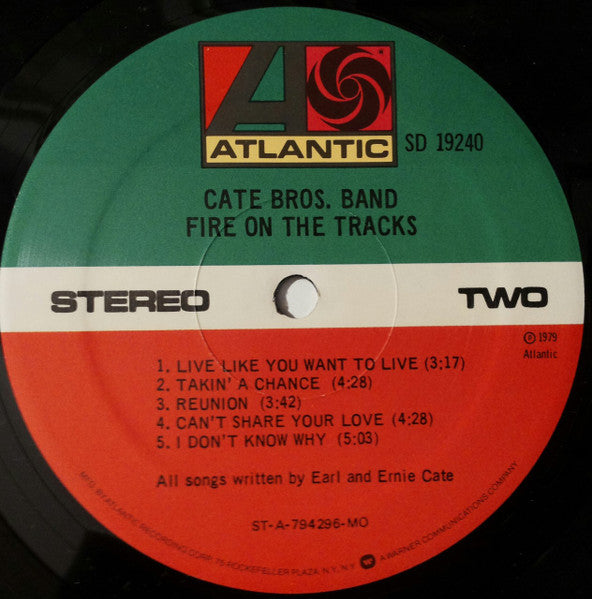 ATLANTIC
SD 19240
CATE BROS. BAND
FIRE ON THE TRACKS
STEREO TWO
℗ 1979
Atlantic
1. LIVE LIKE YOU WANT TO LIVE (3:17)
2. TAKIN' A CHANCE (4:28)
3. REUNION (3:42)
4. CAN'T SHARE YOUR LOVE (4:28)
5. I DON'T KNOW WHY (5:03)
All songs written by Earl and Ernie Cate
ST-A-794296-MO
MFG. BY ATLANTIC RECORDING CORP., 75 ROCKEFELLER PLAZA, N.Y., N.Y. W A WARNER COMMUNICATIONS COMPANY